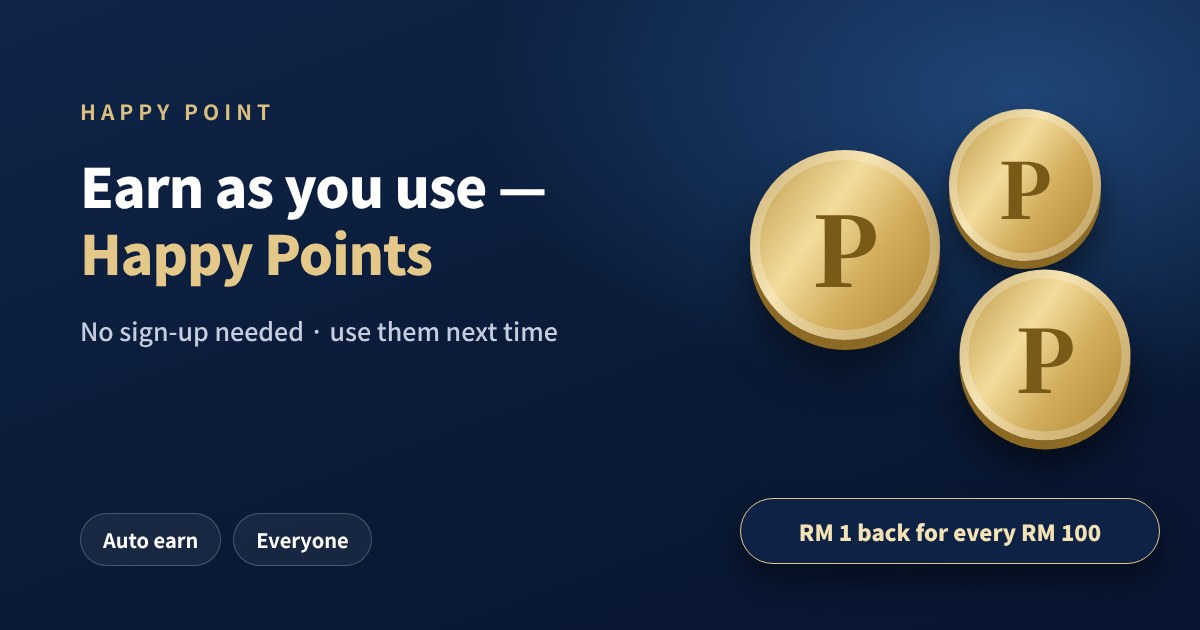 HAPPY POINT
Earn as you use —
Happy Points
No sign-up needed · use them next time
P
P
P
Auto earn
Everyone
RM 1 back for every RM 100